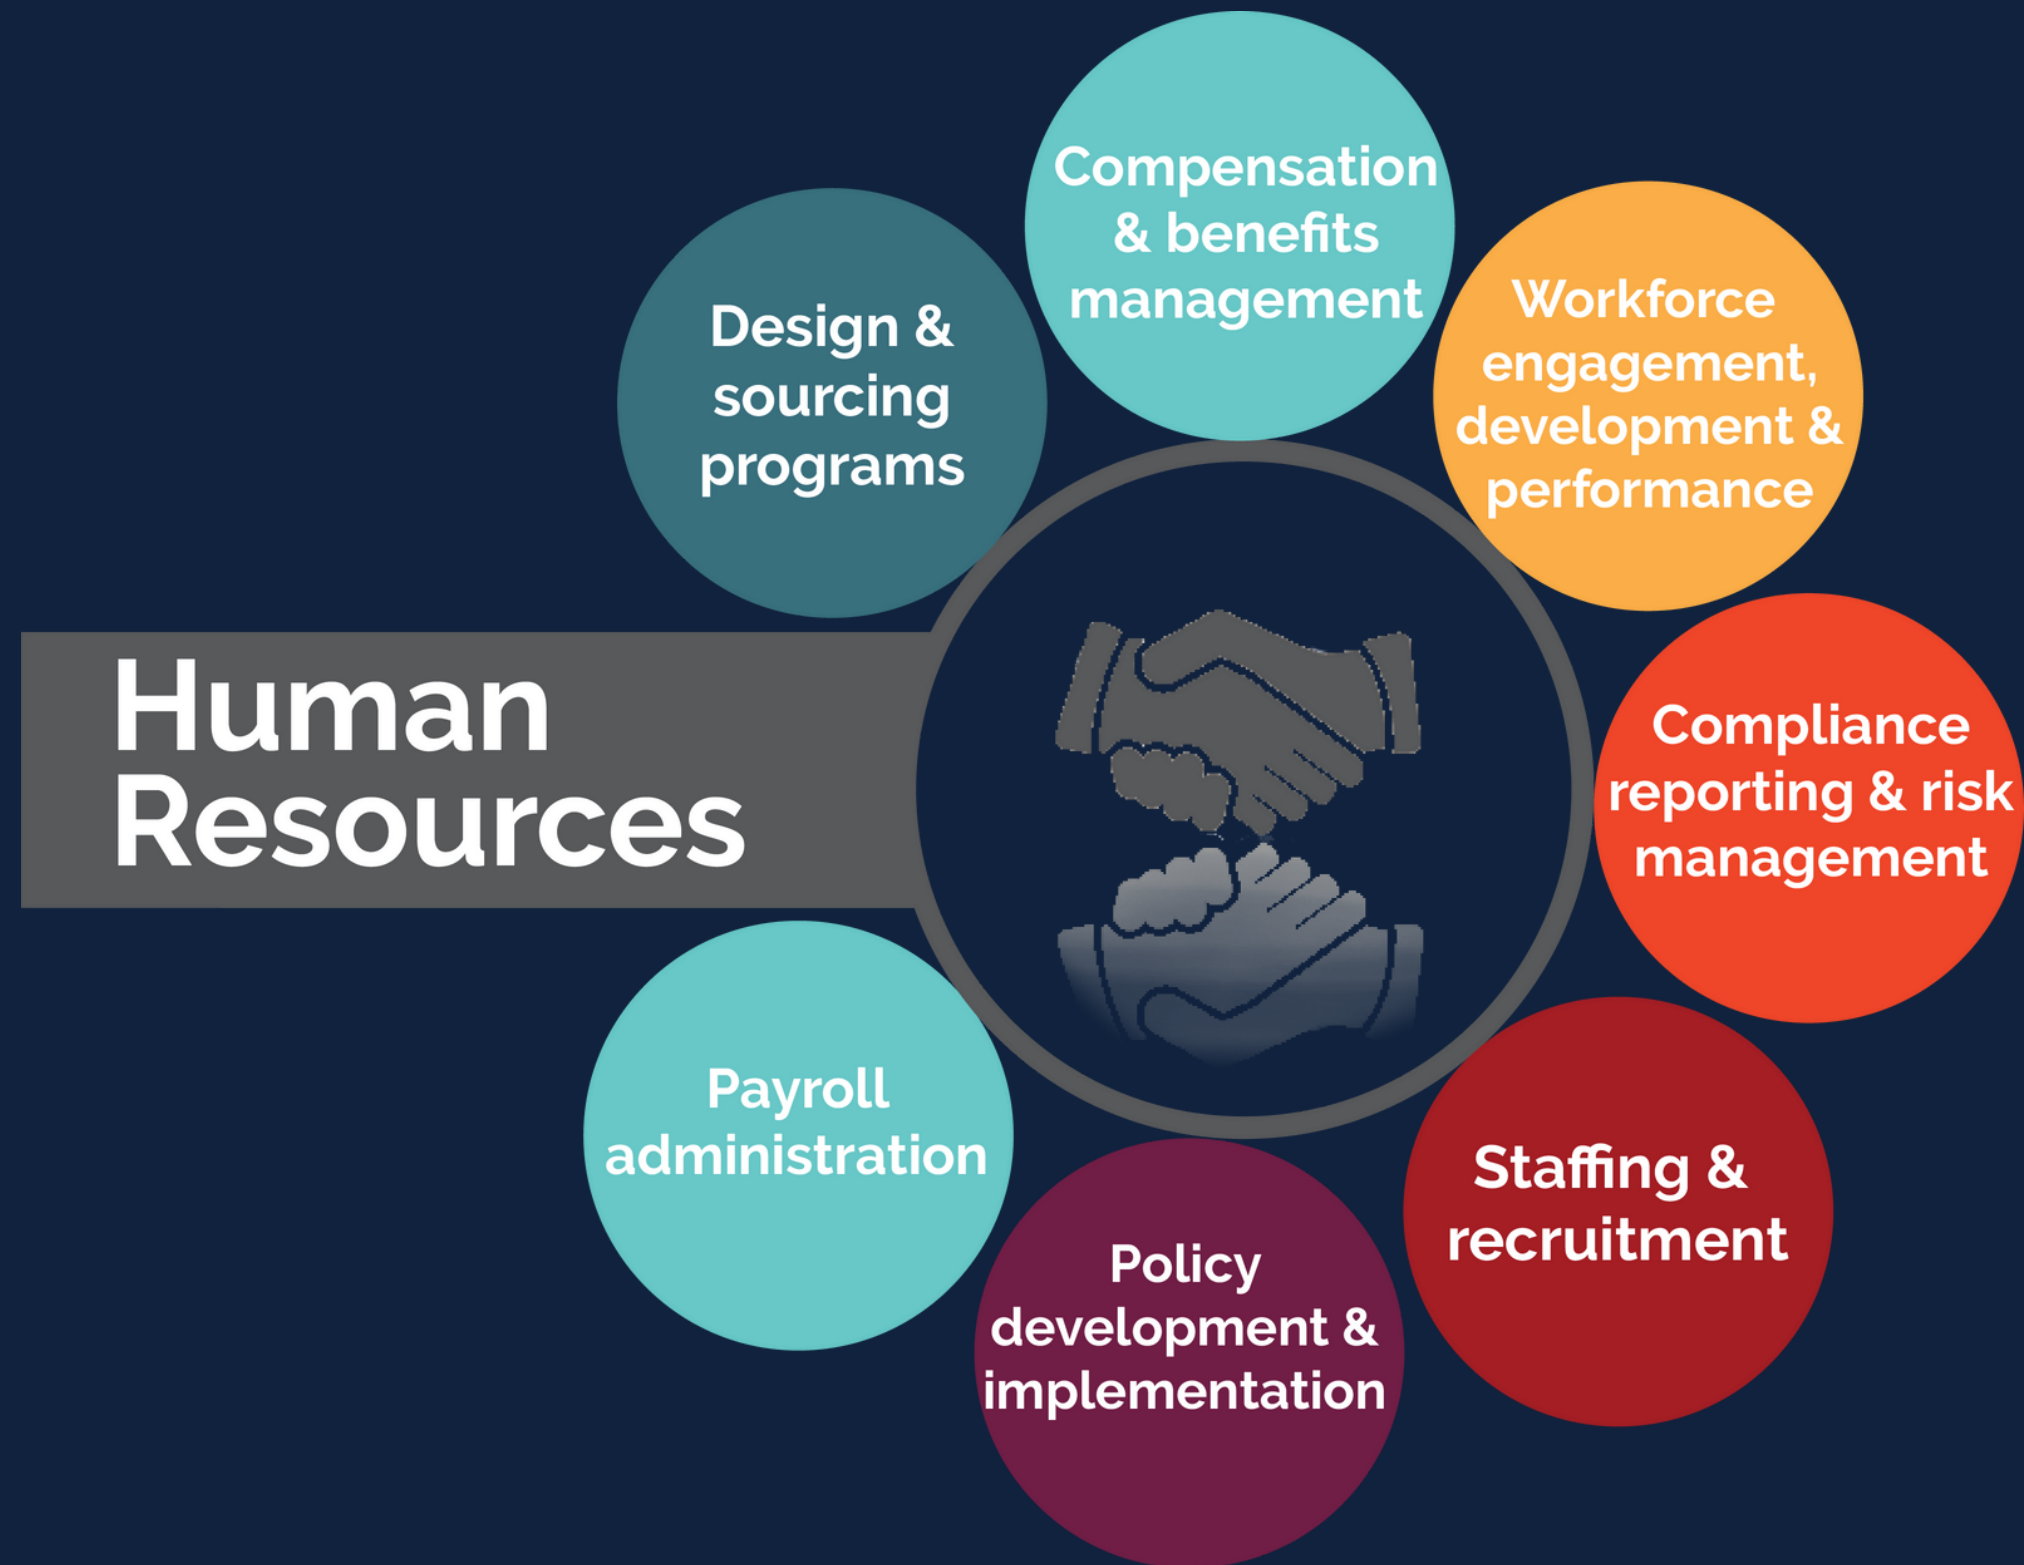 Human
Resources
Design &
sourcing
programs
Compensation
& benefits
management
Workforce
engagement,
development &
performance
Compliance
reporting & risk
management
Staffing &
recruitment
Policy
development &
implementation
Payroll
administration